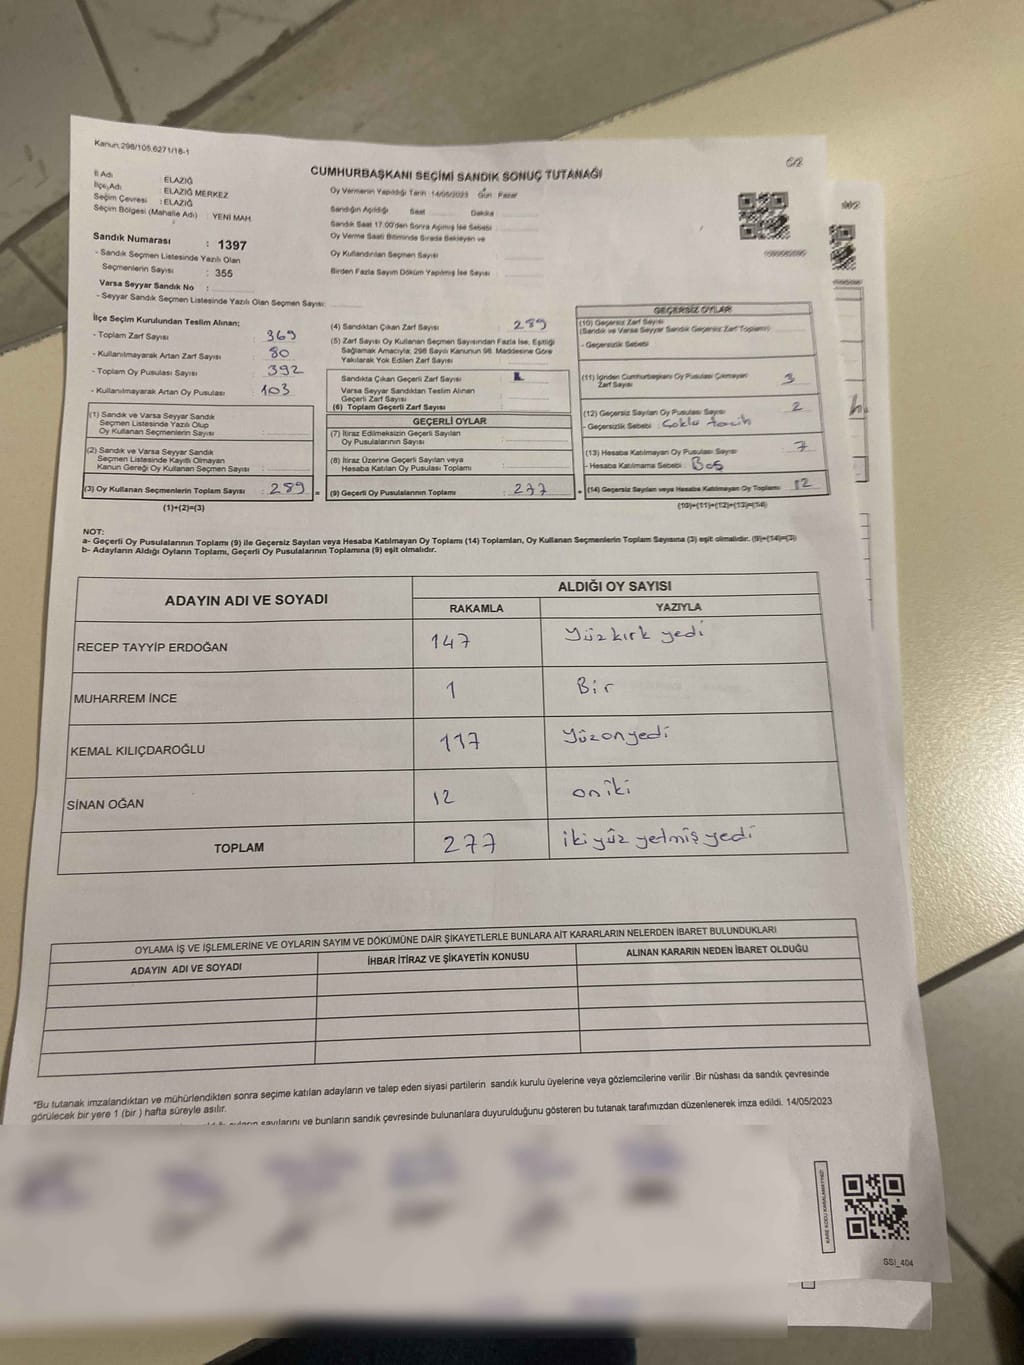 Kanun:298/105.6271/16-1
CUMHURBAŞKANI SEÇİMİ SANDIK SONUÇ TUTANAĞI
İl Adı : ELAZIĞ
İlçe Adı : ELAZIĞ MERKEZ
Seçim Çevresi : ELAZIĞ
Seçim Bölgesi (Mahalle Adı) : YENİ MAH.
Sandık Numarası : 1397
- Sandık Seçmen Listesinde Yazılı Olan
Seçmenlerin Sayısı : 355
Varsa Seyyar Sandık No :
- Seyyar Sandık Seçmen Listesinde Yazılı Olan Seçmen Sayısı:
Oy Vermenin Yapıldığı Tarih :14/05/2023 Gün :Pazar
Sandığın Açıldığı Saat Dakika
Sandık Saat 17:00'den Sonra Açılmış İse Sebebi
Oy Verme Saati Bitiminde Sırada Bekleyen ve
Oy Kullandırılan Seçmen Sayısı
Birden Fazla Sayım Döküm Yapılmış İse Sayısı
İlçe Seçim Kurulundan Teslim Alınan;
- Toplam Zarf Sayısı : 369
- Kullanılmayarak Artan Zarf Sayısı : 80
- Toplam Oy Pusulası Sayısı : 392
- Kullanılmayarak Artan Oy Pusulası : 103
(1) Sandık ve Varsa Seyyar Sandık
Seçmen Listesinde Yazılı Olup
Oy Kullanan Seçmenlerin Sayısı :
(2) Sandık ve Varsa Seyyar Sandık
Seçmen Listesinde Kayıtlı Olmayan
Kanun Gereği Oy Kullanan Seçmen Sayısı :
(3) Oy Kullanan Seçmenlerin Toplam Sayısı : 289 =
(1)+(2)=(3)
(4) Sandıktan Çıkan Zarf Sayısı : 289
(5) Zarf Sayısı Oy Kullanan Seçmen Sayısından Fazla İse, Eşitliği
Sağlamak Amacıyla; 298 Sayılı Kanunun 98. Maddesine Göre
Yakılarak Yok Edilen Zarf Sayısı
Sandıkta Çıkan Geçerli Zarf Sayısı
Varsa Seyyar Sandıktan Teslim Alınan
Geçerli Zarf Sayısı
(6) Toplam Geçerli Zarf Sayısı
GEÇERLİ OYLAR
(7) İtiraz Edilmeksizin Geçerli Sayılan
Oy Pusulalarının Sayısı
(8) İtiraz Üzerine Geçerli Sayılan veya
Hesaba Katılan Oy Pusulası Toplamı
(9) Geçerli Oy Pusulalarının Toplamı : 277 +
GEÇERSİZ OYLAR
(10) Geçersiz Zarf Sayısı
(Sandık ve Varsa Seyyar Sandık Geçersiz Zarf Toplamı)
- Geçersizlik Sebebi
(11) İçinden Cumhurbaşkanı Oy Pusulası Çıkmayan
Zarf Sayısı 3
(12) Geçersiz Sayılan Oy Pusulası Sayısı 2
- Geçersizlik Sebebi : Çoklu tercih
(13) Hesaba Katılmayan Oy Pusulası Sayısı 7
- Hesaba Katılmama Sebebi : Boş
(14) Geçersiz Sayılan veya Hesaba Katılmayan Oy Toplamı 12
(10)+(11)+(12)+(13)=(14)
NOT:
a- Geçerli Oy Pusulalarının Toplamı (9) ile Geçersiz Sayılan veya Hesaba Katılmayan Oy Toplamı (14) Toplamları, Oy Kullanan Seçmenlerin Toplam Sayısına (3) eşit olmalıdır. (9)+(14)=(3)
b- Adayların Aldığı Oyların Toplamı, Geçerli Oy Pusulalarının Toplamına (9) eşit olmalıdır.
ADAYIN ADI VE SOYADI
ALDIĞI OY SAYISI
RAKAMLA YAZIYLA
RECEP TAYYİP ERDOĞAN 147 Yüzkırk yedi
MUHARREM İNCE 1 Bir
KEMAL KILIÇDAROĞLU 117 Yüzonyedi
SİNAN OĞAN 12 oniki
TOPLAM 277 ikiyüz yetmiş yedi
OYLAMA İŞ VE İŞLEMLERİNE VE OYLARIN SAYIM VE DÖKÜMÜNE DAİR ŞİKAYETLERLE BUNLARA AİT KARARLARIN NELERDEN İBARET BULUNDUKLARI
ADAYIN ADI VE SOYADI İHBAR İTİRAZ VE ŞİKAYETİN KONUSU ALINAN KARARIN NEDEN İBARET OLDUĞU
"Bu tutanak imzalandıktan ve mühürlendikten sonra seçime katılan adayların ve talep eden siyasi partilerin sandık kurulu üyelerine veya gözlemcilerine verilir .Bir nüshası da sandık çevresinde
görülecek bir yere 1 (bir ) hafta süreyle asılır.
sayılarını ve bunların sandık çevresinde bulunanlara duyurulduğunu gösteren bu tutanak tarafımızdan düzenlenerek imza edildi. 14/05/2023
KARE KODU KARALAMAYINIZ!
SSI_404